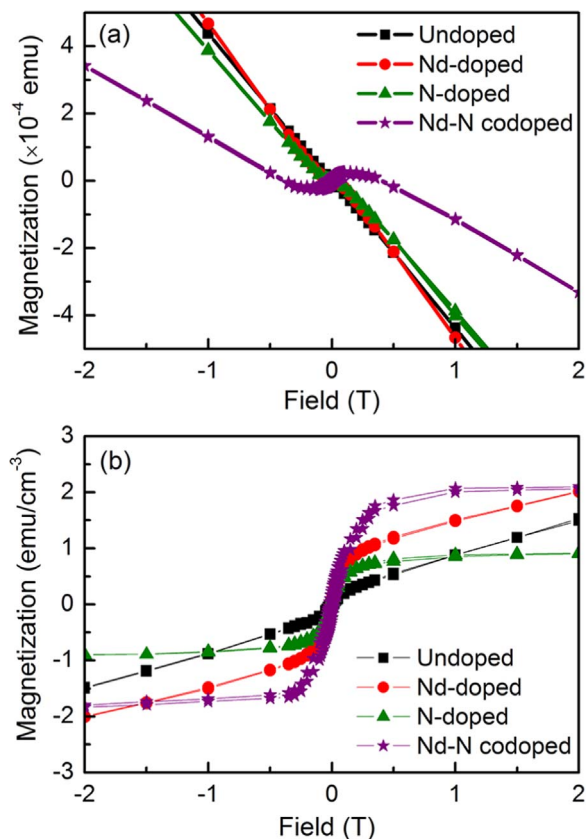 (a)
Undoped
Nd-doped
N-doped
Nd-N codoped
Magnetization (×10⁻⁴ emu)
4
2
0
-2
-4
-2 -1 0 1 2
Field (T)
(b)
3
2
1
0
-1
-2
-3
Magnetization (emu/cm⁻³)
Undoped
Nd-doped
N-doped
Nd-N codoped
-2 -1 0 1 2
Field (T)